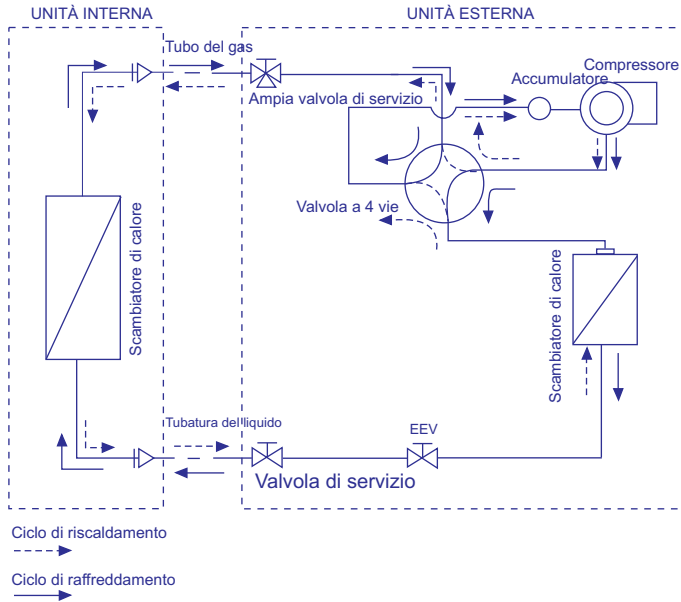 UNITÀ INTERNA
UNITÀ ESTERNA
Tubo del gas
Compressore
Accumulatore
Ampia valvola di servizio
Valvola a 4 vie
Scambiatore di calore
Scambiatore di calore
Tubatura del liquido
EEV
Valvola di servizio
Ciclo di riscaldamento
Ciclo di raffreddamento